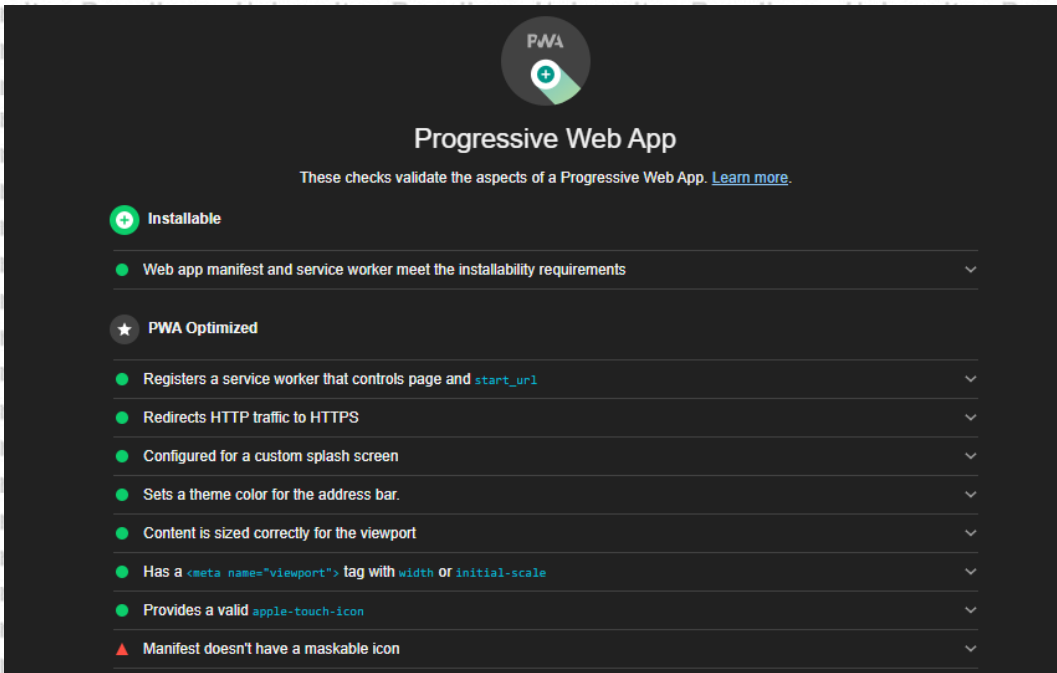 PWA
Progressive Web App
These checks validate the aspects of a Progressive Web App. Learn more.
Installable
Web app manifest and service worker meet the installability requirements
PWA Optimized
Registers a service worker that controls page and start_url
Redirects HTTP traffic to HTTPS
Configured for a custom splash screen
Sets a theme color for the address bar.
Content is sized correctly for the viewport
Has a <meta name="viewport"> tag with width or initial-scale
Provides a valid apple-touch-icon
Manifest doesn't have a maskable icon